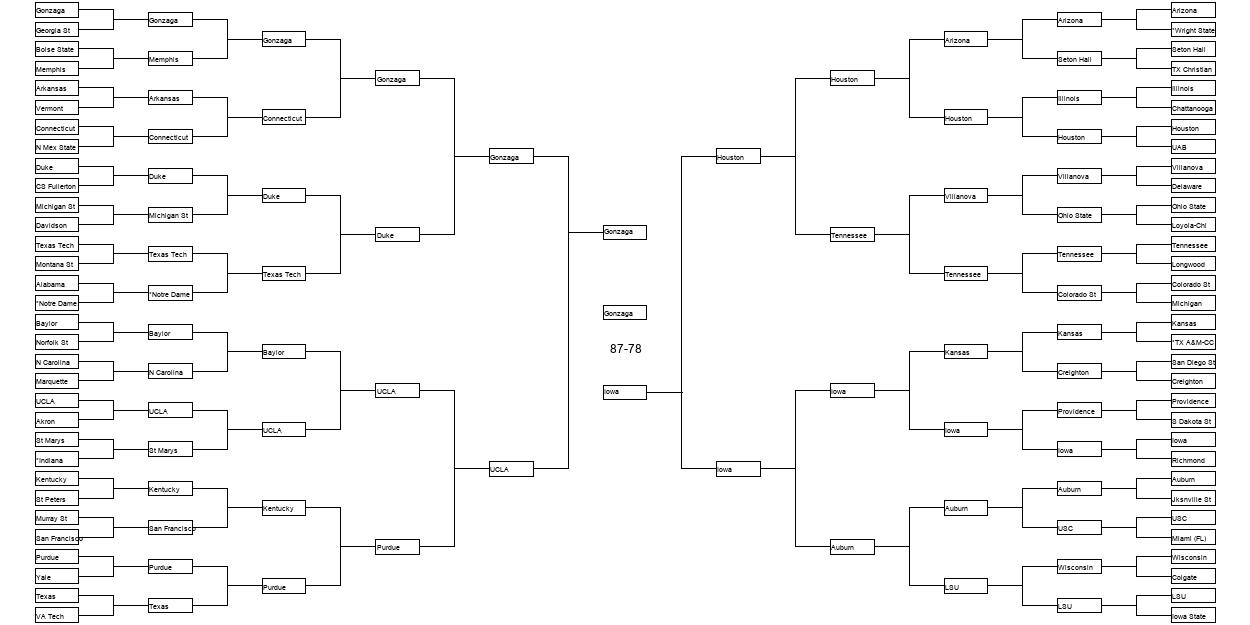 Gonzaga
Georgia St
Boise State
Memphis
Arkansas
Vermont
Connecticut
N Mex State
Duke
CS Fullerton
Michigan St
Davidson
Texas Tech
Montana St
Alabama
*Notre Dame
Baylor
Norfolk St
N Carolina
Marquette
UCLA
Akron
St Marys
*Indiana
Kentucky
St Peters
Murray St
San Francisco
Purdue
Yale
Texas
VA Tech
Gonzaga
Memphis
Arkansas
Connecticut
Duke
Michigan St
Texas Tech
*Notre Dame
Baylor
N Carolina
UCLA
St Marys
Kentucky
San Francisco
Purdue
Texas
Gonzaga
Connecticut
Duke
Texas Tech
Baylor
UCLA
Kentucky
Purdue
Gonzaga
Duke
UCLA
Purdue
Gonzaga
UCLA
Gonzaga
Gonzaga
87-78
Iowa
Houston
Iowa
Houston
Tennessee
Iowa
Auburn
Arizona
Houston
Villanova
Tennessee
Kansas
Iowa
Auburn
LSU
Arizona
Seton Hall
Illinois
Houston
Villanova
Ohio State
Tennessee
Colorado St
Kansas
Creighton
Providence
Iowa
Auburn
USC
Wisconsin
LSU
Arizona
*Wright State
Seton Hall
TX Christian
Illinois
Chattanooga
Houston
UAB
Villanova
Delaware
Ohio State
Loyola-Chi
Tennessee
Longwood
Colorado St
Michigan
Kansas
*TX A&M-CC
San Diego St
Creighton
Providence
S Dakota St
Iowa
Richmond
Auburn
Jksnville St
USC
Miami (FL)
Wisconsin
Colgate
LSU
Iowa State